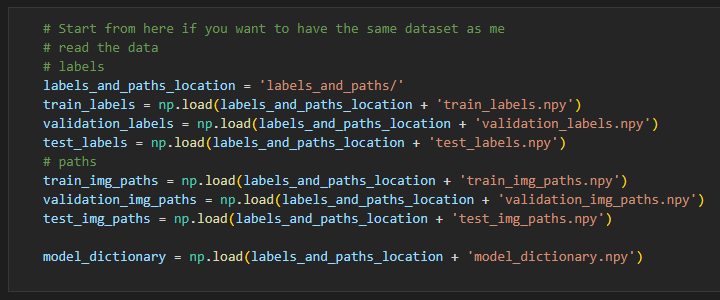 # Start from here if you want to have the same dataset as me
# read the data
# labels
labels_and_paths_location = 'labels_and_paths/'
train_labels = np.load(labels_and_paths_location + 'train_labels.npy')
validation_labels = np.load(labels_and_paths_location + 'validation_labels.npy')
test_labels = np.load(labels_and_paths_location + 'test_labels.npy')
# paths
train_img_paths = np.load(labels_and_paths_location + 'train_img_paths.npy')
validation_img_paths = np.load(labels_and_paths_location + 'validation_img_paths.npy')
test_img_paths = np.load(labels_and_paths_location + 'test_img_paths.npy')
model_dictionary = np.load(labels_and_paths_location + 'model_dictionary.npy')